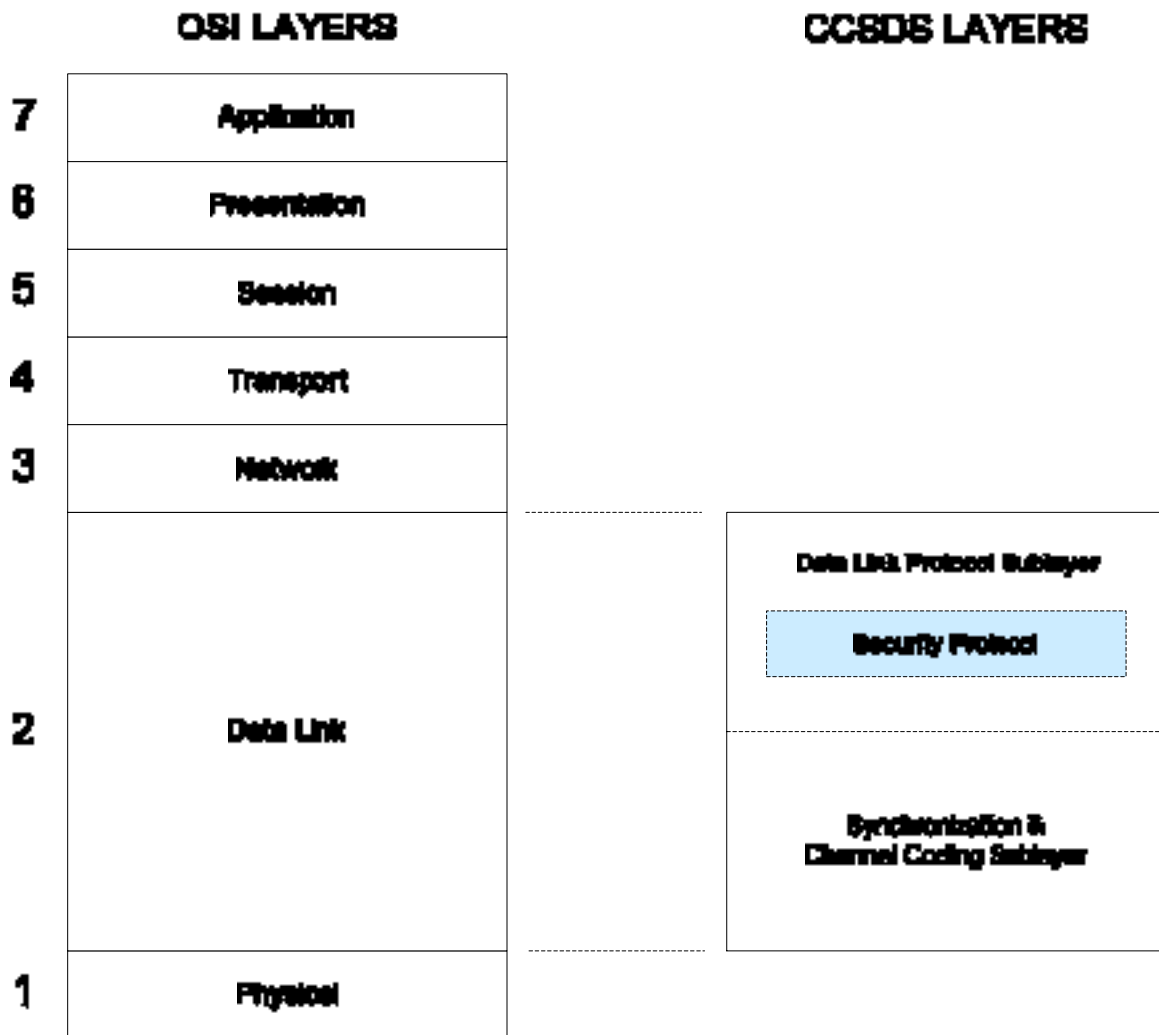 OSI LAYERS
CCSDS LAYERS
7
Application
6
Presentation
5
Session
4
Transport
3
Network
Data Link Protocol Sublayer
Security Protocol
2
Data Link
Synchronization &
Channel Coding Sublayer
1
Physical